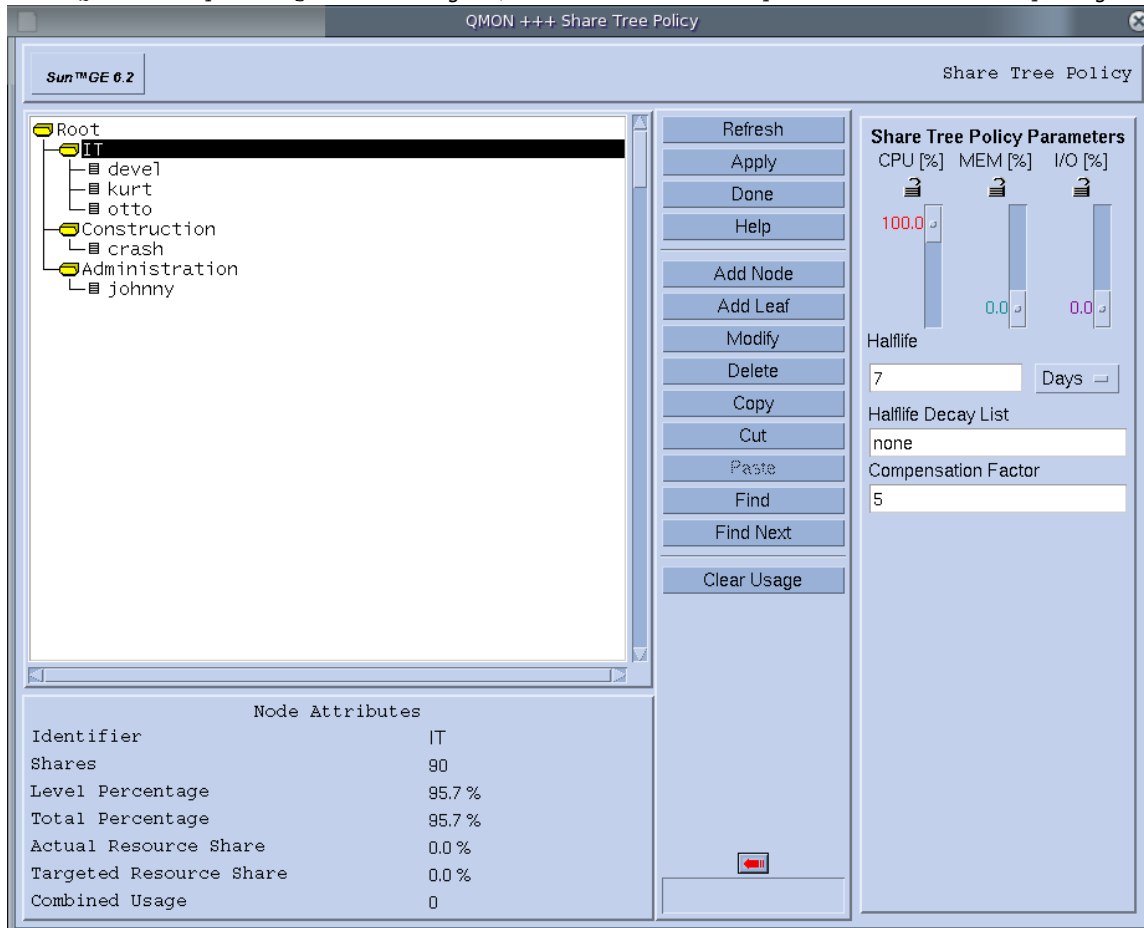 QMON +++ Share Tree Policy
Sun™GE 6.2
Share Tree Policy
Root
IT
devel
kurt
otto
Construction
crash
Administration
johnny
Refresh
Apply
Done
Help
Add Node
Add Leaf
Modify
Delete
Copy
Cut
Paste
Find
Find Next
Clear Usage
Share Tree Policy Parameters
CPU [%] MEM [%] I/O [%]
100.0
0.0 0.0
Halflife
7 Days
Halflife Decay List
none
Compensation Factor
5
Node Attributes
Identifier IT
Shares 90
Level Percentage 95.7 %
Total Percentage 95.7 %
Actual Resource Share 0.0 %
Targeted Resource Share 0.0 %
Combined Usage 0